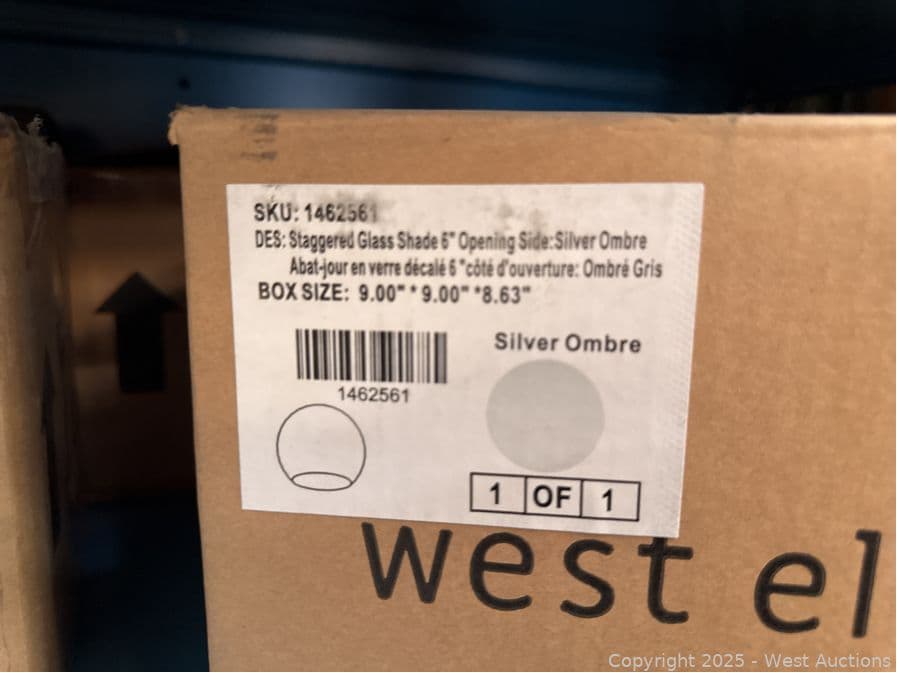 SKU: 1462561
DES: Staggered Glass Shade 6" Opening Side:Silver Ombre
Abat-jour en verre décalé 6 "côté d'ouverture: Ombré Gris
BOX SIZE: 9.00" * 9.00" *8.63"
Silver Ombre
1462561
1 OF 1
west el
Copyright 2025 - West Auctions